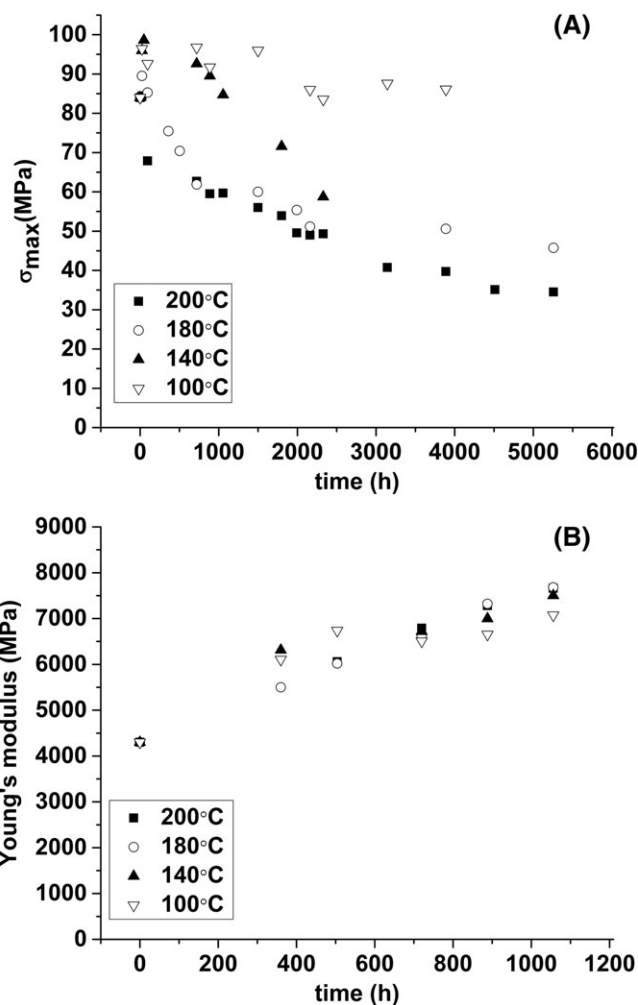 (A)
100
90
80
70
60
50
40
30
20
10
0
σmax(MPa)
200°C
180°C
140°C
100°C
0 1000 2000 3000 4000 5000 6000
time (h)
(B)
9000
8000
7000
6000
5000
4000
3000
2000
1000
0
Young's modulus (MPa)
200°C
180°C
140°C
100°C
0 200 400 600 800 1000 1200
time (h)